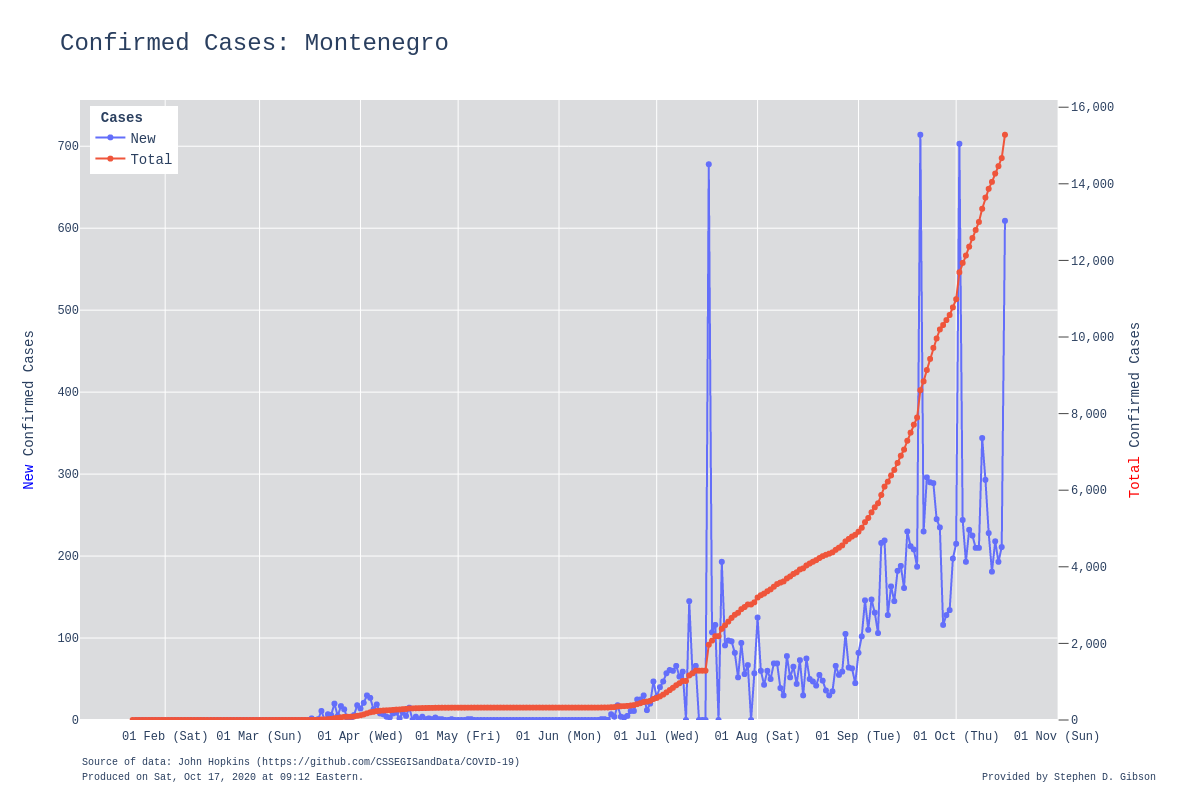 Confirmed Cases: Montenegro
Cases
New
Total
700
600
500
400
300
200
100
0
16,000
14,000
12,000
10,000
8,000
6,000
4,000
2,000
0
New Confirmed Cases
Total Confirmed Cases
01 Feb (Sat) 01 Mar (Sun) 01 Apr (Wed) 01 May (Fri) 01 Jun (Mon) 01 Jul (Wed) 01 Aug (Sat) 01 Sep (Tue) 01 Oct (Thu) 01 Nov (Sun)
Source of data: John Hopkins (https://github.com/CSSEGISandData/COVID-19)
Produced on Sat, Oct 17, 2020 at 09:12 Eastern.
Provided by Stephen D. Gibson